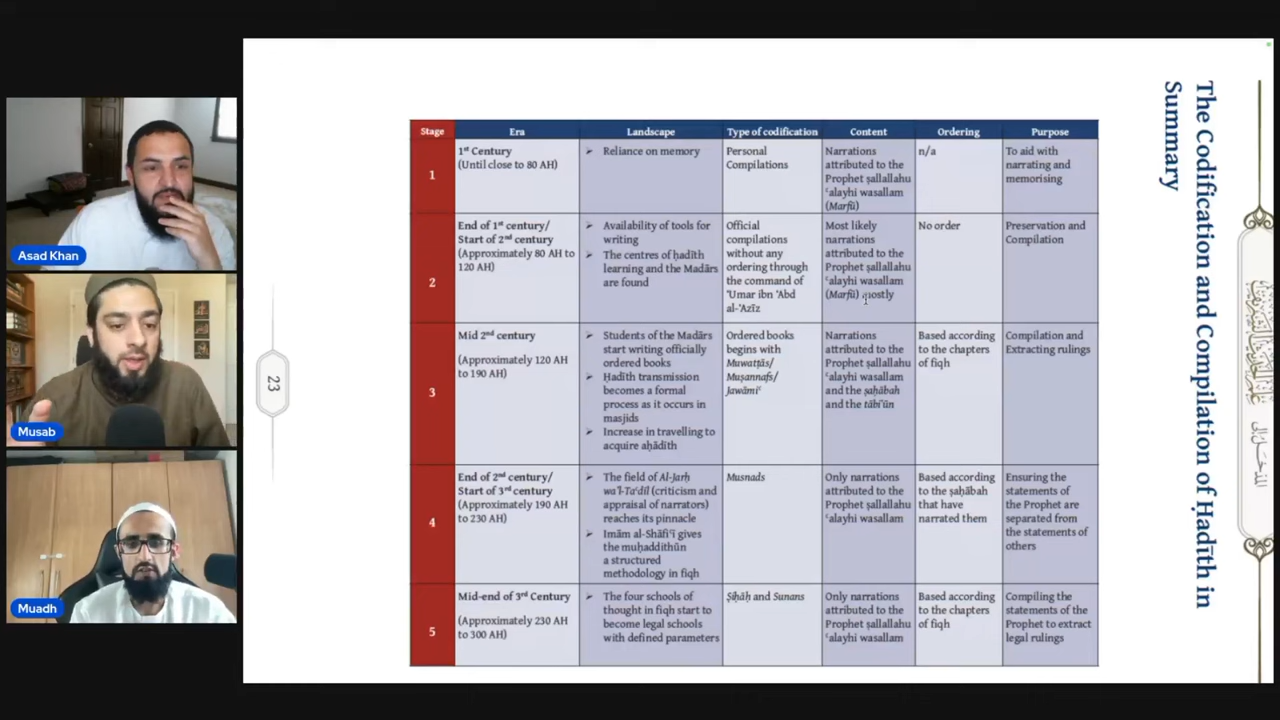 Asad Khan
Musab
Muadh
The Codification and Compilation of Ḥadīth in
Summary
23
Stage
Era
Landscape
Type of codification
Content
Ordering
Purpose
1
1st Century
(Until close to 80 AH)
➢ Reliance on memory
Personal
Compilations
Narrations
attributed to the
Prophet ṣallallahu
ʿalayhi wasallam
(Marfū)
n/a
To aid with
narrating and
memorising
2
End of 1st century/
Start of 2nd century
(Approximately 80 AH to
120 AH)
➢ Availability of tools for
writing
➢ The centres of ḥadīth
learning and the Madārs
are found
Official
compilations
without any
ordering through
the command of
ʿUmar ibn ʿAbd
al-ʿAzīz
Most likely
narrations
attributed to the
Prophet ṣallallahu
ʿalayhi wasallam
(Marfū) mostly
No order
Preservation and
Compilation
3
Mid 2nd century
(Approximately 120 AH
to 190 AH)
➢ Students of the Madārs
start writing officially
ordered books
➢ Ḥadīth transmission
becomes a formal
process as it occurs in
masjids
➢ Increase in travelling to
acquire aḥādīth
Ordered books
begins with
Muwaṭṭās/
Muṣannafs/
Jawāmiʿ
Narrations
attributed to the
Prophet ṣallallahu
ʿalayhi wasallam
and the ṣaḥābah
and the tābiʿūn
Based according
to the chapters
of fiqh
Compilation and
Extracting rulings
4
End of 2nd century/
Start of 3rd century
(Approximately 190 AH
to 230 AH)
➢ The field of Al-Jarḥ
wa'l-Taʿdīl (criticism and
appraisal of narrators)
reaches its pinnacle
➢ Imām al-Shāfiʿī gives
the muḥaddithūn
a structured
methodology in fiqh
Musnads
Only narrations
attributed to the
Prophet ṣallallahu
ʿalayhi wasallam
Based according
to the ṣaḥābah
that have
narrated them
Ensuring the
statements of
the Prophet are
separated from
the statements of
others
5
Mid-end of 3rd Century
(Approximately 230 AH
to 300 AH)
➢ The four schools of
thought in fiqh start to
become legal schools
with defined parameters
Ṣiḥāḥ and Sunans
Only narrations
attributed to the
Prophet ṣallallahu
ʿalayhi wasallam
Based according
to the chapters
of fiqh
Compiling the
statements of the
Prophet to extract
legal rulings